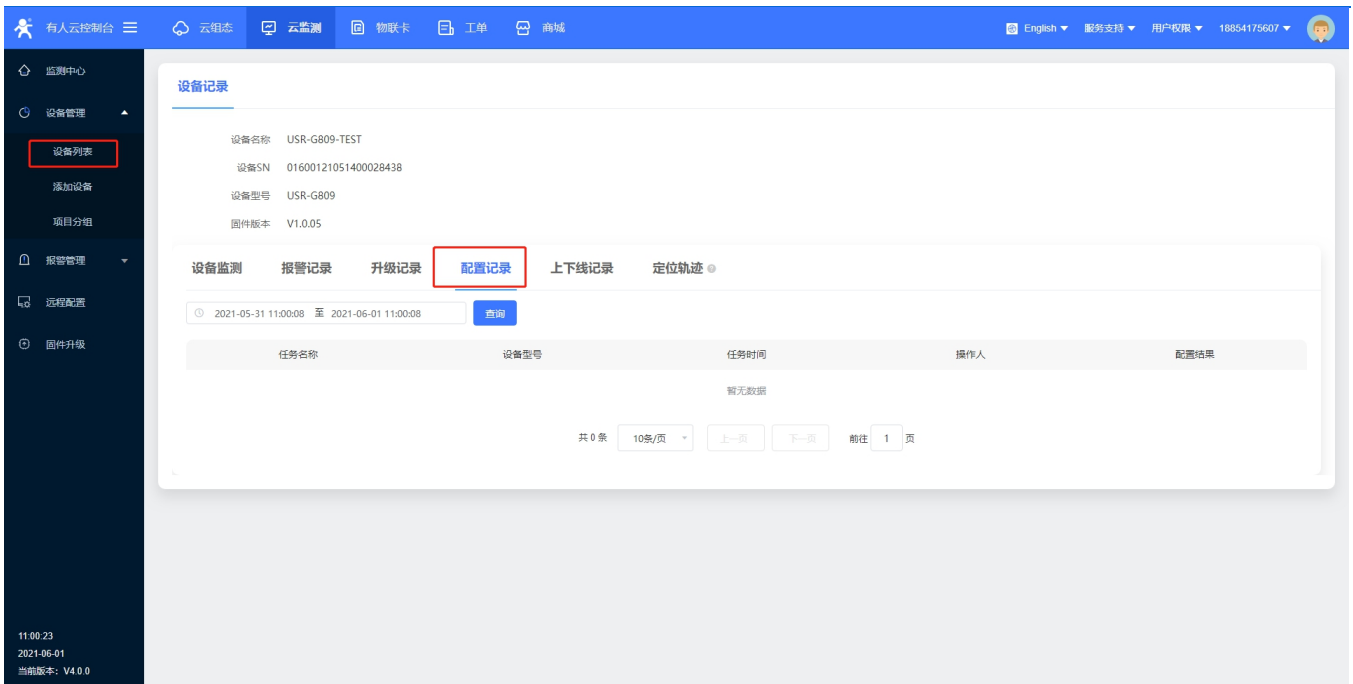 有人云控制台 云组态 云监测 物联卡 工单 商城 English 服务支持 用户权限 18854175607
监测中心
设备管理
设备列表
添加设备
项目分组
报警管理
远程配置
固件升级
11:00:23
2021-06-01
当前版本：V4.0.0
设备记录
设备名称 USR-G809-TEST
设备SN 01600121051400028438
设备型号 USR-G809
固件版本 V1.0.05
设备监测 报警记录 升级记录 配置记录 上下线记录 定位轨迹
2021-05-31 11:00:08 至 2021-06-01 11:00:08 查询
任务名称 设备型号 任务时间 操作人 配置结果
暂无数据
共 0 条 10条/页 上一页 下一页 前往 1 页